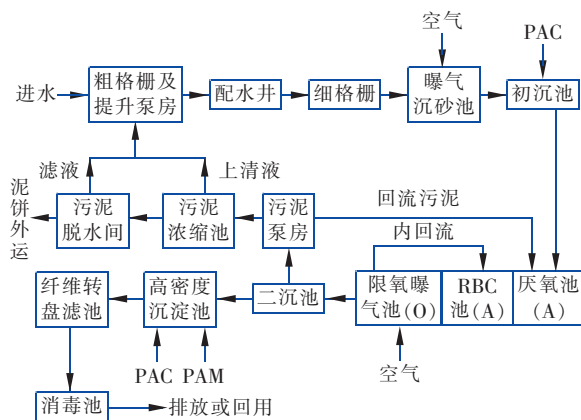 空气
PAC
进水
粗格栅及
提升泵房
配水井
细格栅
曝气
沉砂池
初沉池
滤液
上清液
回流污泥
泥饼外运
污泥
脱水间
污泥
浓缩池
污泥
泵房
内回流
纤维转
盘滤池
高密度
沉淀池
二沉池
限氧曝
气池(O)
RBC
池(A)
厌氧池
(A)
PAC
PAM
空气
消毒池
排放或回用